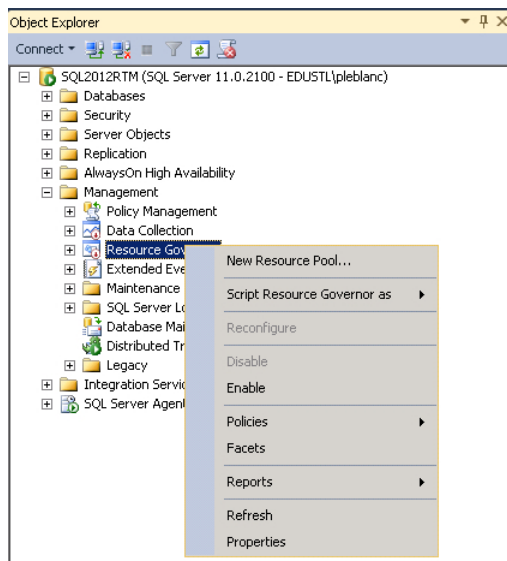 Object Explorer
Connect
SQL2012RTM (SQL Server 11.0.2100 - EDUSTL\pleblanc)
Databases
Security
Server Objects
Replication
AlwaysOn High Availability
Management
Policy Management
Data Collection
Resource Gov
Extended Eve
Maintenance
SQL Server Lo
Database Mai
Distributed Tr
Legacy
Integration Servic
SQL Server Agen
New Resource Pool...
Script Resource Governor as
Reconfigure
Disable
Enable
Policies
Facets
Reports
Refresh
Properties